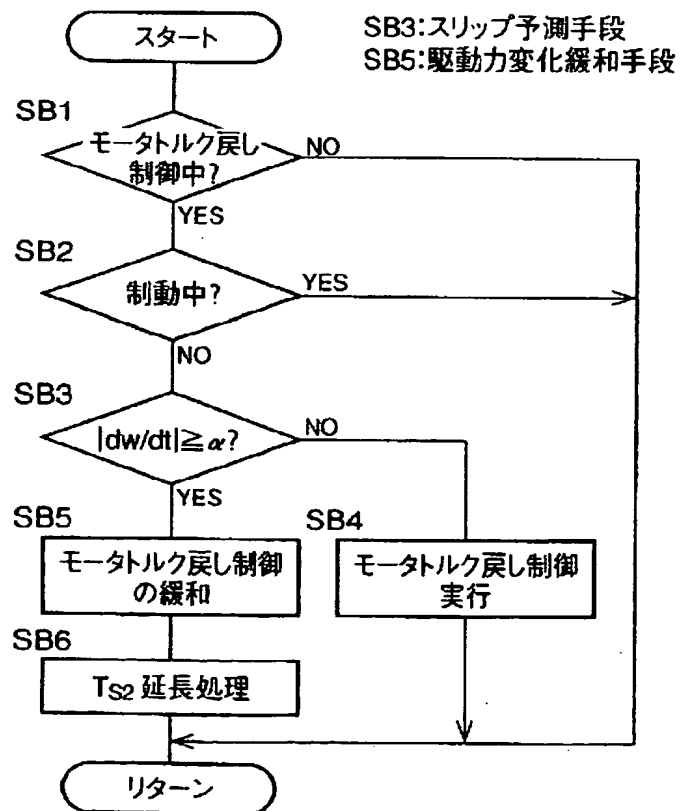 スタート
SB3:スリップ予測手段
SB5:駆動力変化緩和手段
SB1
モータトルク戻し
制御中?
NO
YES
SB2
制動中?
YES
NO
SB3
|dw/dt|≧α?
NO
YES
SB5
モータトルク戻し制御
の緩和
SB4
モータトルク戻し制御
実行
SB6
TS2 延長処理
リターン